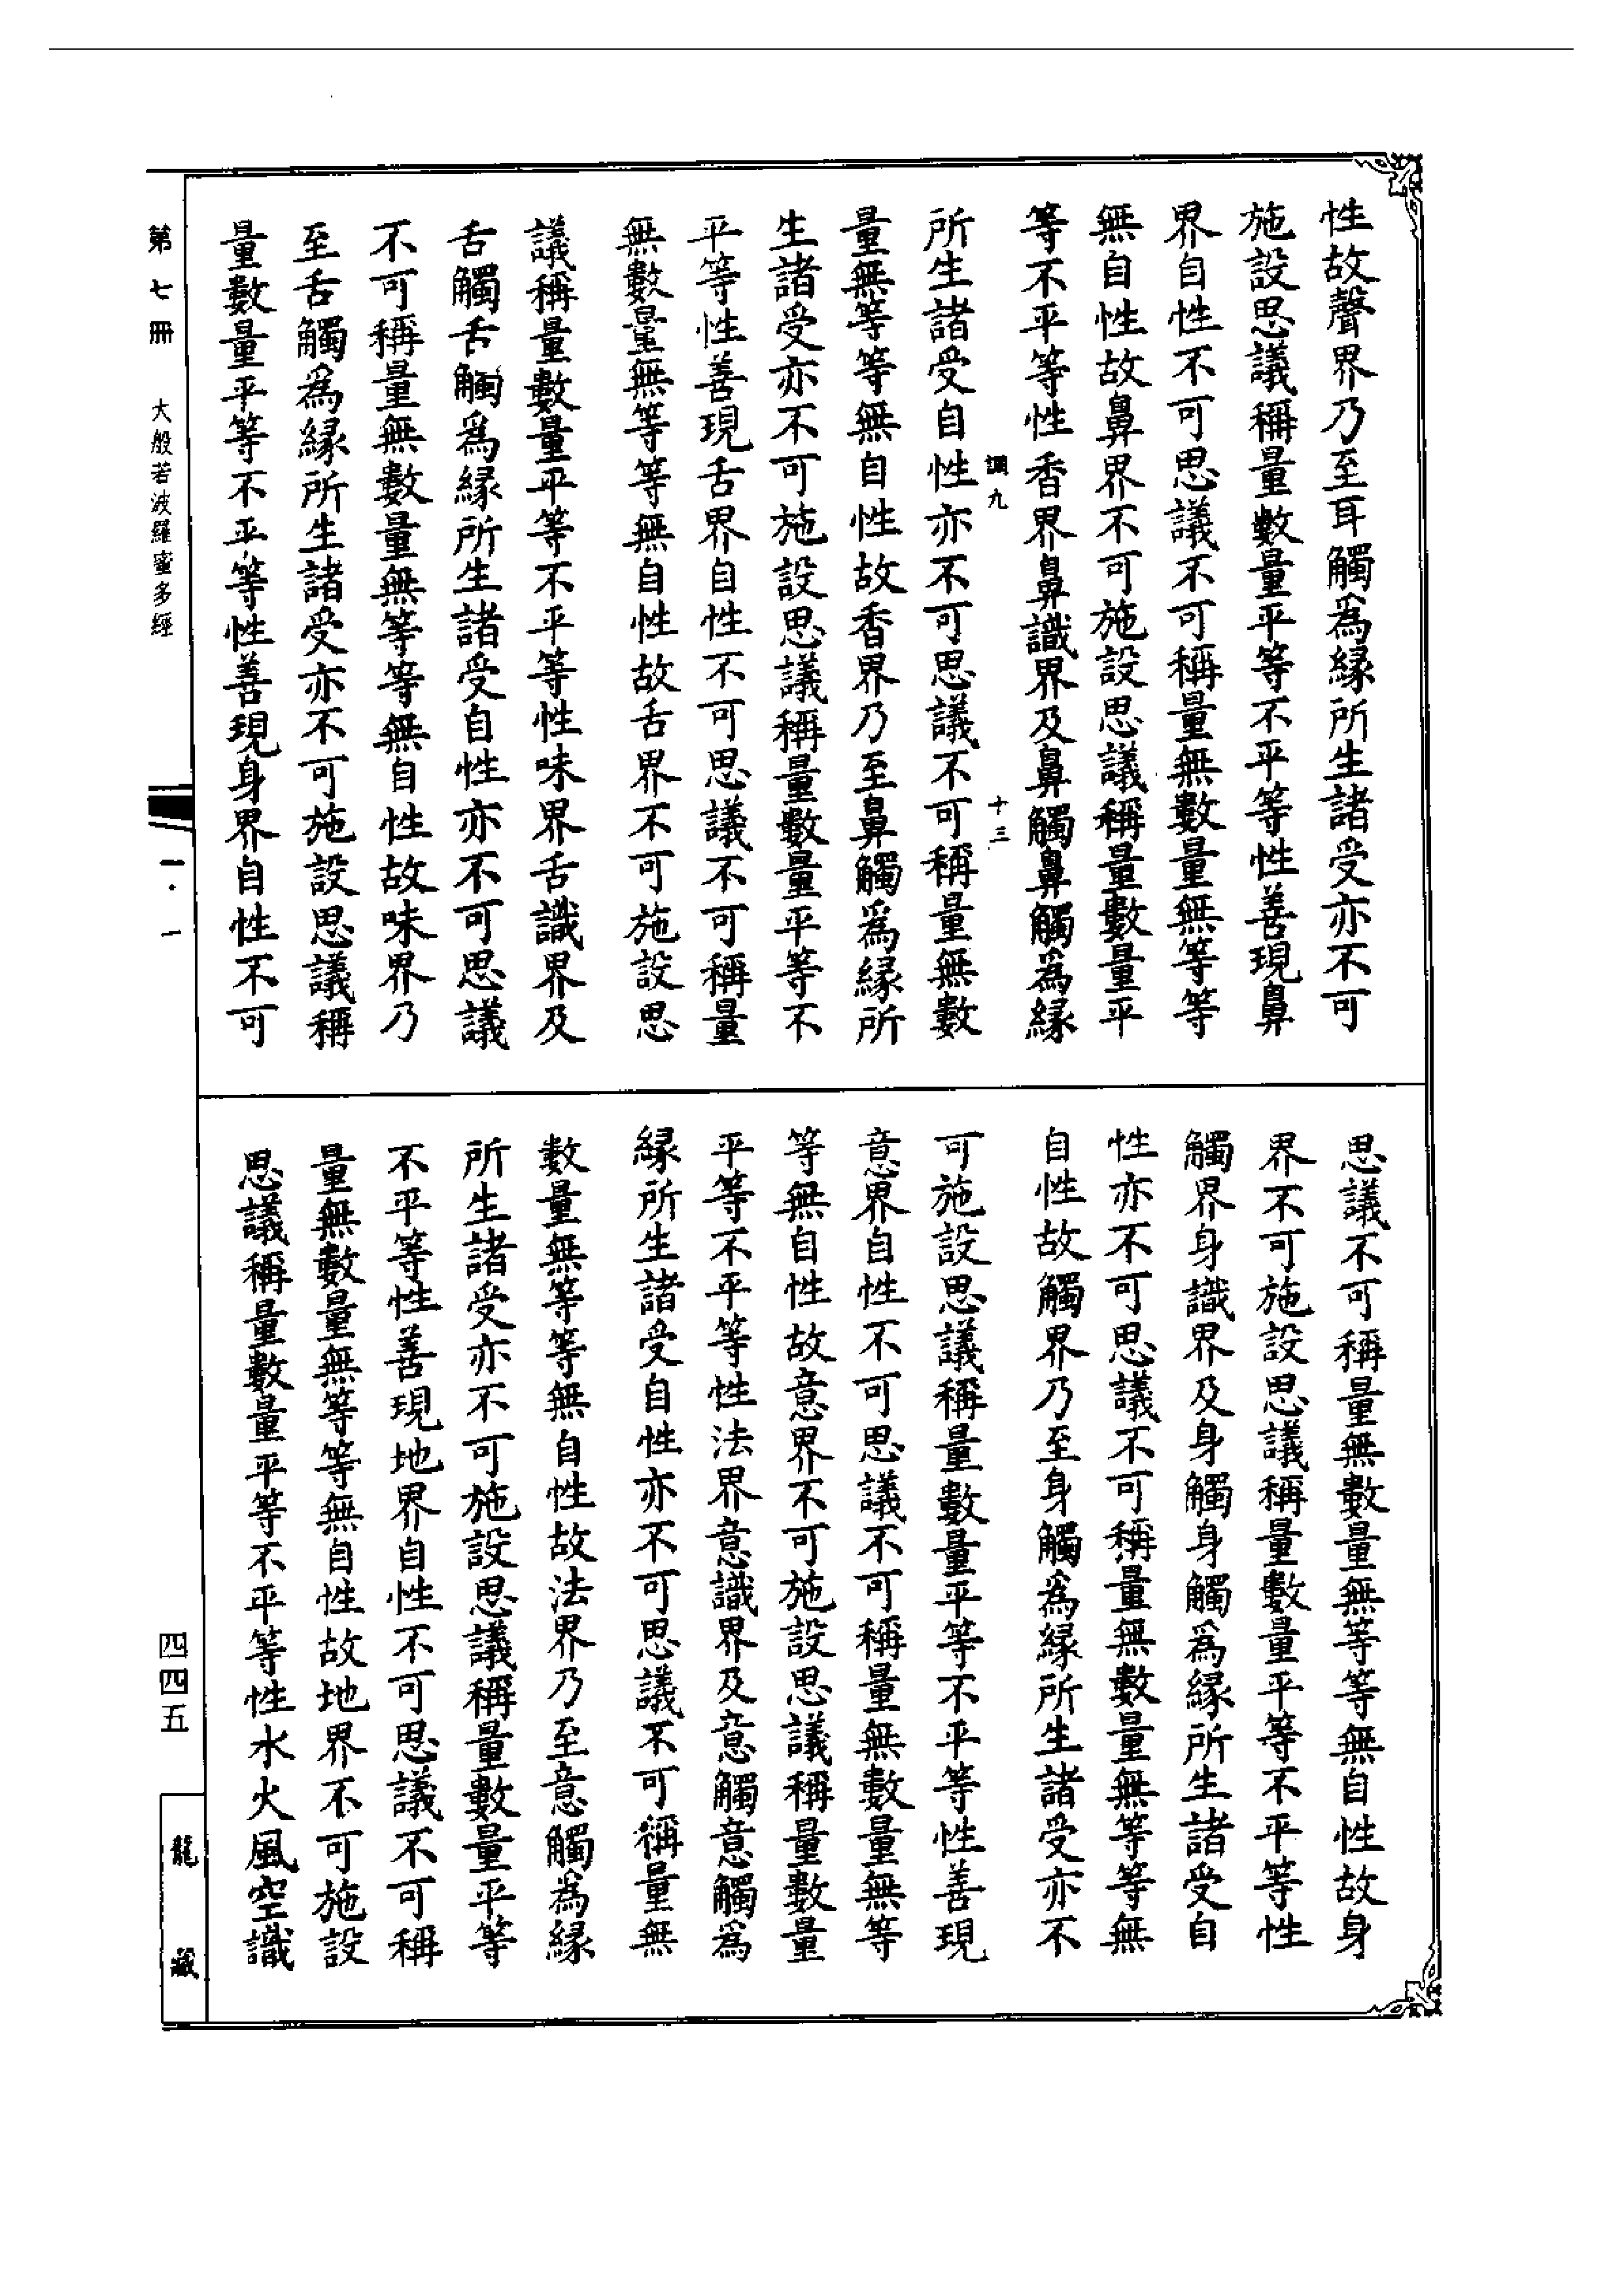 性故聲界乃至耳觸為緣所生諸受亦不可
施設思議稱量數量平等不平等性善現鼻
界自性不可思議不可稱量無數量無等等
無自性故鼻界不可施設思議稱量數量平
等不平等性香界鼻識界及鼻觸鼻觸為緣
調九 十三
所生諸受自性亦不可思議不可稱量無數
量無等等無自性故香界乃至鼻觸為緣所
生諸受亦不可施設思議稱量數量平等不
平等性善現舌界自性不可思議不可稱量
無數量無等等無自性故舌界不可施設思
議稱量數量平等不平等性味界舌識界及
舌觸舌觸為緣所生諸受自性亦不可思議
不可稱量無數量無等等無自性故味界乃
至舌觸為緣所生諸受亦不可施設思議稱
量數量平等不平等性善現身界自性不可
思議不可稱量無數量無等等無自性故身
界不可施設思議稱量數量平等不平等性
觸界身識界及身觸身觸為緣所生諸受自
性亦不可思議不可稱量無數量無等等無
自性故觸界乃至身觸為緣所生諸受亦不
可施設思議稱量數量平等不平等性善現
意界自性不可思議不可稱量無數量無等
等無自性故意界不可施設思議稱量數量
平等不平等性法界意識界及意觸意觸為
緣所生諸受自性亦不可思議不可稱量無
數量無等等無自性故法界乃至意觸為緣
所生諸受亦不可施設思議稱量數量平等
不平等性善現地界自性不可思議不可稱
量無數量無等等無自性故地界不可施設
思議稱量數量平等不平等性水火風空識
第七冊 大般若波羅蜜多經 一·一
四四五
龍藏